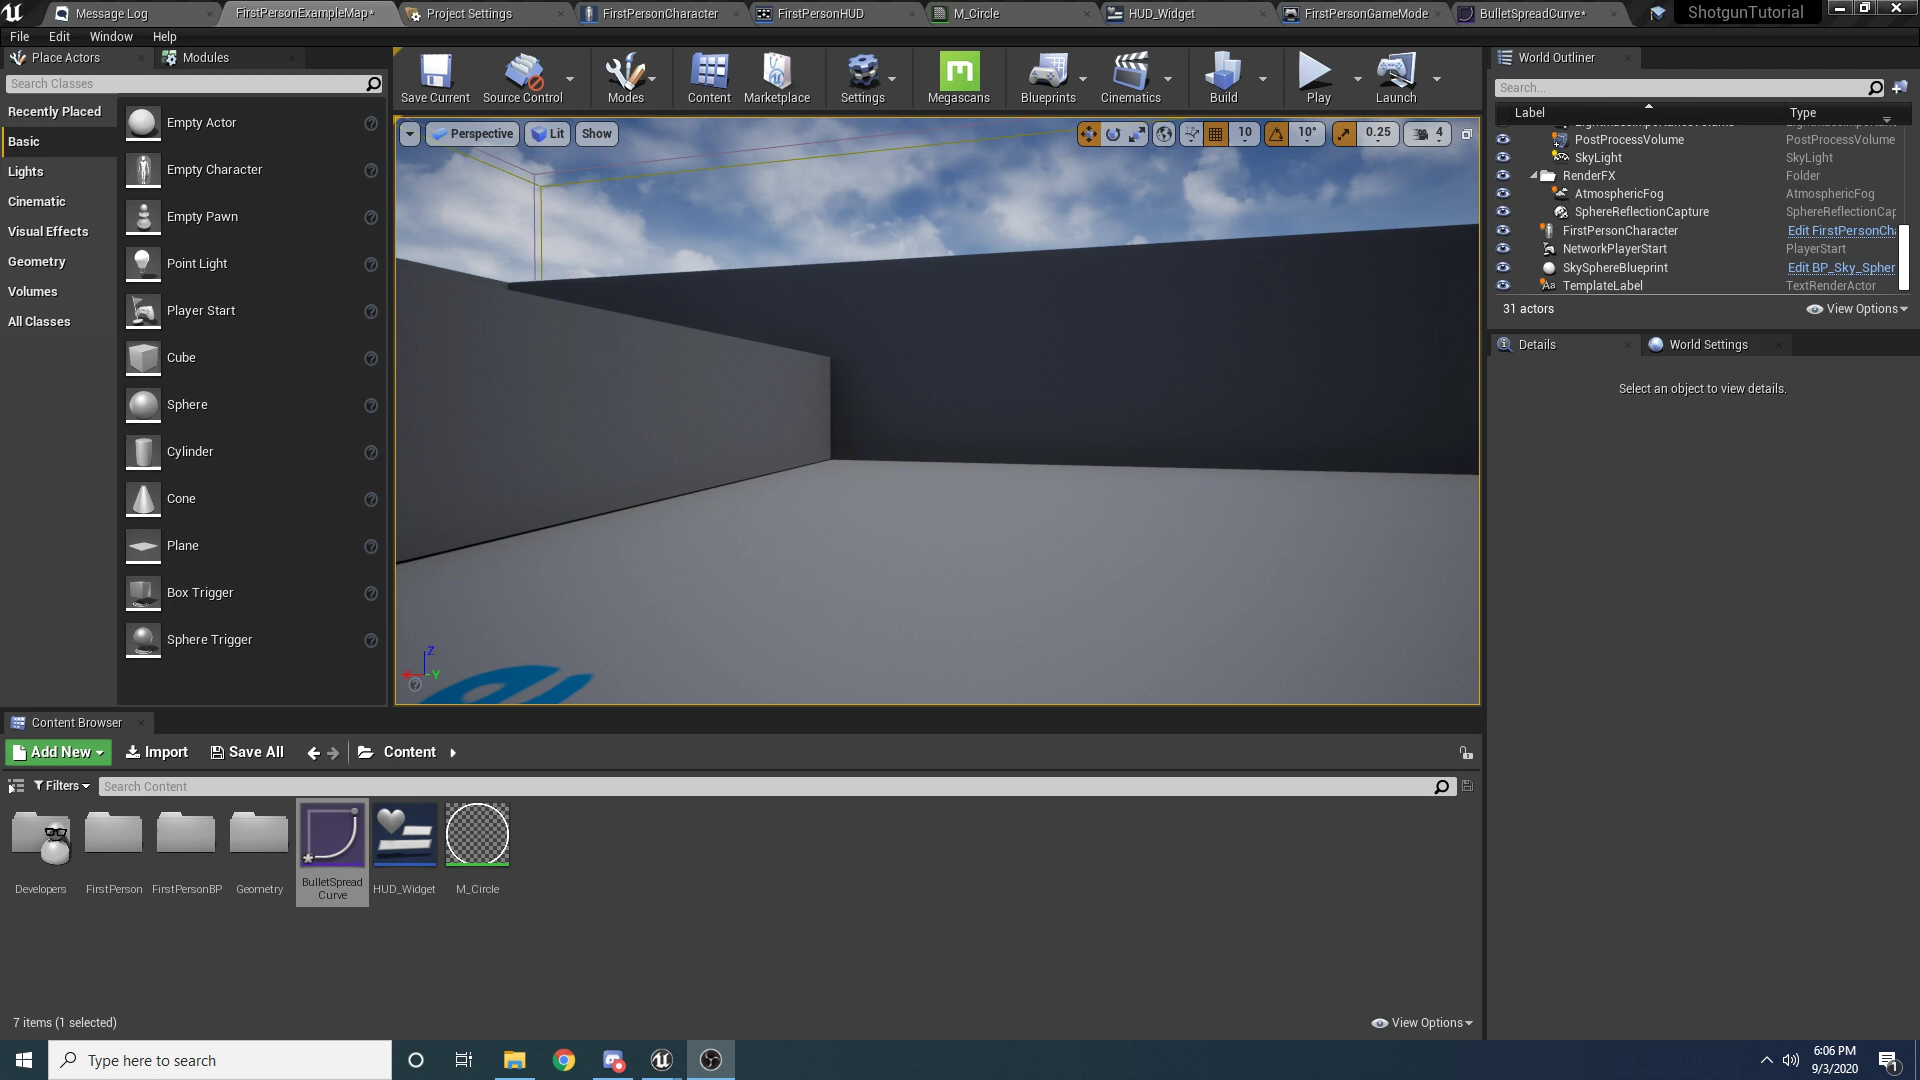 Message Log
FirstPersonExampleMap*
Project Settings
FirstPersonCharacter
FirstPersonHUD
M_Circle
HUD_Widget
FirstPersonGameMode
BulletSpreadCurve*
ShotgunTutorial
File
Edit
Window
Help
Place Actors
Modules
Search Classes
Recently Placed
Basic
Lights
Cinematic
Visual Effects
Geometry
Volumes
All Classes
Empty Actor
Empty Character
Empty Pawn
Point Light
Player Start
Cube
Sphere
Cylinder
Cone
Plane
Box Trigger
Sphere Trigger
Save Current
Source Control
Modes
Content
Marketplace
Settings
Megascans
Blueprints
Cinematics
Build
Play
Launch
Perspective
Lit
Show
10
10°
0.25
4
Z
X
Y
World Outliner
Search...
Label
Type
PostProcessVolume PostProcessVolume
SkyLight SkyLight
RenderFX Folder
AtmosphericFog AtmosphericFog
SphereReflectionCapture SphereReflectionCap
FirstPersonCharacter Edit FirstPersonCha
NetworkPlayerStart PlayerStart
SkySphereBlueprint Edit BP_Sky_Spher
TemplateLabel TextRenderActor
31 actors
View Options
Details
World Settings
Select an object to view details.
Content Browser
Add New
Import
Save All
Content
Filters
Search Content
Developers
FirstPerson
FirstPersonBP
Geometry
BulletSpread
Curve
HUD_Widget
M_Circle
7 items (1 selected)
View Options
Type here to search
6:06 PM
9/3/2020
1